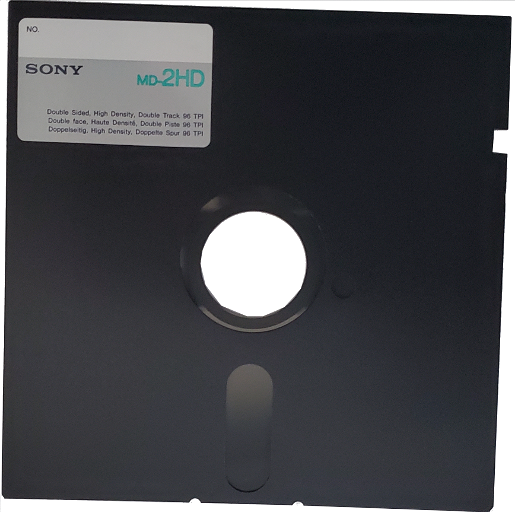 NO.
SONY
MD-2HD
Double Sided, High Density, Double Track 96 TPI
Double face, Haute Densité, Double Piste 96 TPI
Doppelseitig, High Density, Doppelte Spur 96 TPI